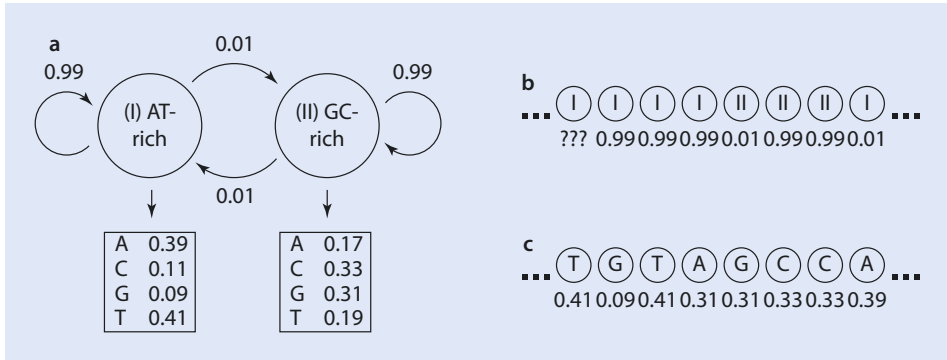 a
0.01
0.99
0.99
(I) AT-
rich
(II) GC-
rich
0.01
A 0.39
C 0.11
G 0.09
T 0.41
A 0.17
C 0.33
G 0.31
T 0.19
b
... I I I I II II II I ...
??? 0.99 0.99 0.99 0.01 0.99 0.99 0.01
c
... T G T A G C C A ...
0.41 0.09 0.41 0.31 0.31 0.33 0.33 0.39